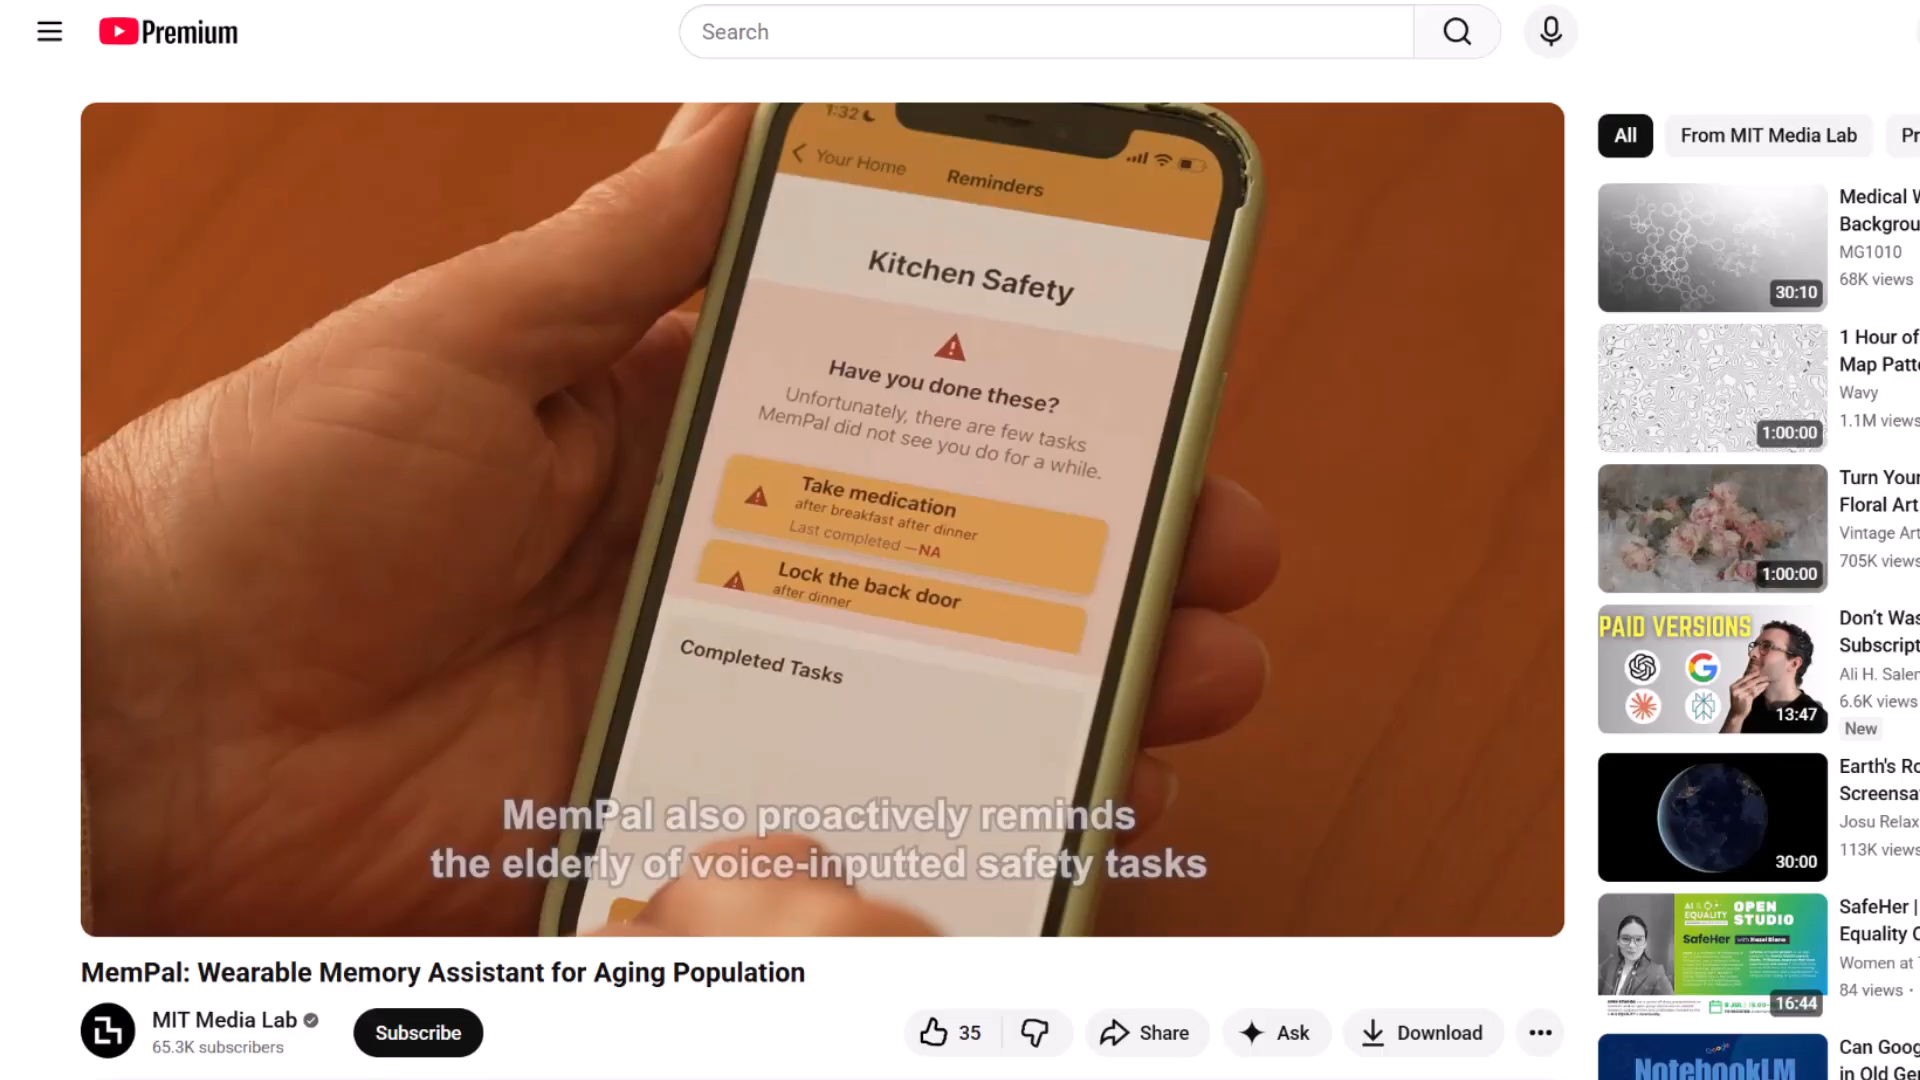 Premium
Search
1:32
Your Home
Reminders
Kitchen Safety
Have you done these?
Unfortunately, there are few tasks
MemPal did not see you do for a while.
Take medication
after breakfast after dinner
Last completed —NA
Lock the back door
after dinner
Completed Tasks
MemPal also proactively reminds
the elderly of voice-inputted safety tasks
MemPal: Wearable Memory Assistant for Aging Population
MIT Media Lab
65.3K subscribers
Subscribe
35
Share
Ask
Download
All
From MIT Media Lab
30:10
Medical
Backgrou
MG1010
68K views
1:00:00
1 Hour of
Map Patt
Wavy
1.1M views
1:00:00
Turn Your
Floral Art
Vintage Art
705K views
PAID VERSIONS
13:47
Don't Was
Subscript
Ali H. Saler
6.6K views
New
30:00
Earth's Ro
Screensa
Josu Relax
113K views
AI & EQUALITY
OPEN STUDIO
SafeHer
16:44
SafeHer |
Equality
Women at
84 views •
Google
NotebookLM
Can Goog
in Old Ge